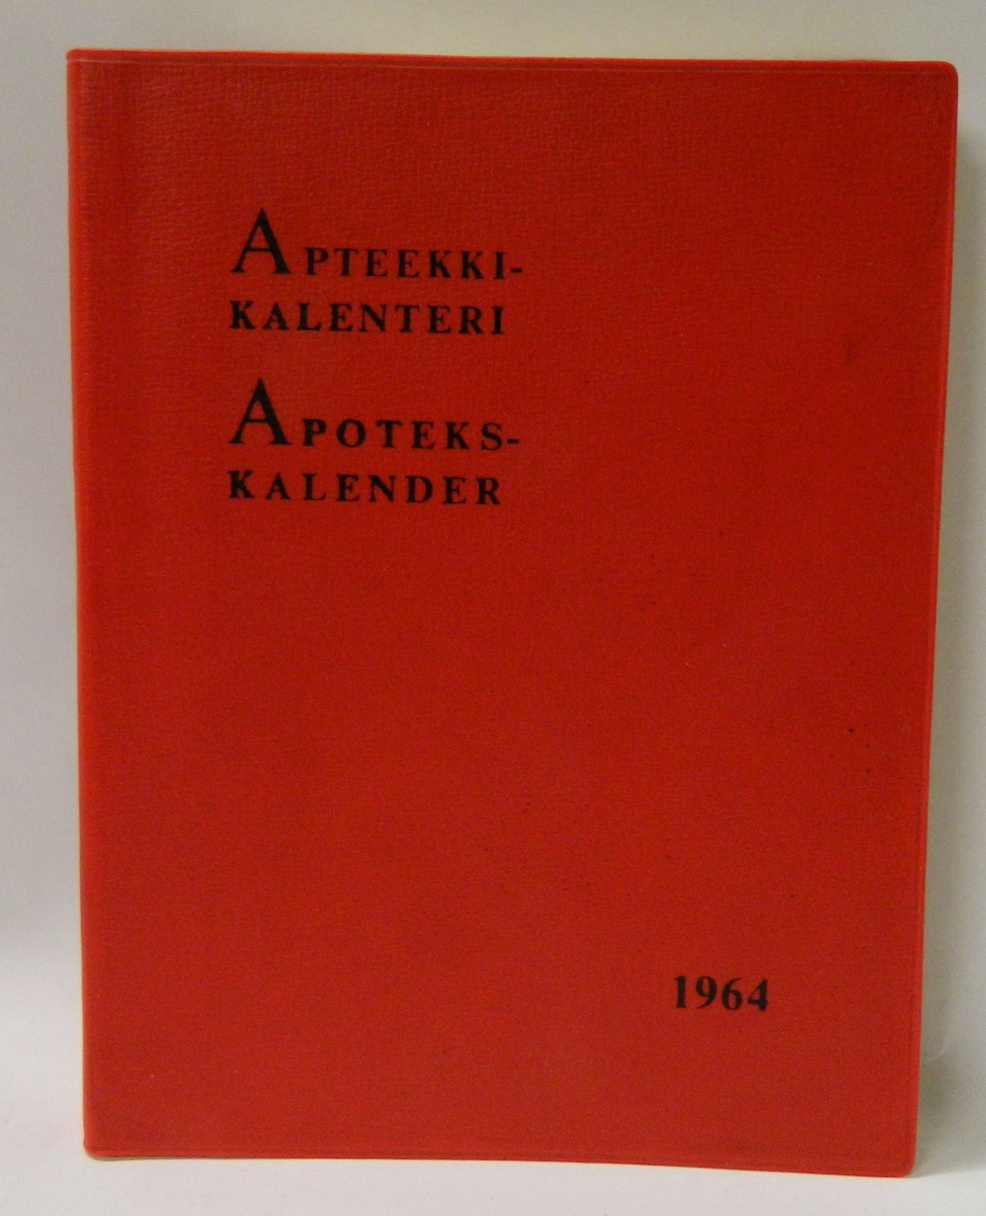 APTEEKKI-
KALENTERI
APOTEKS-
KALENDER
1964